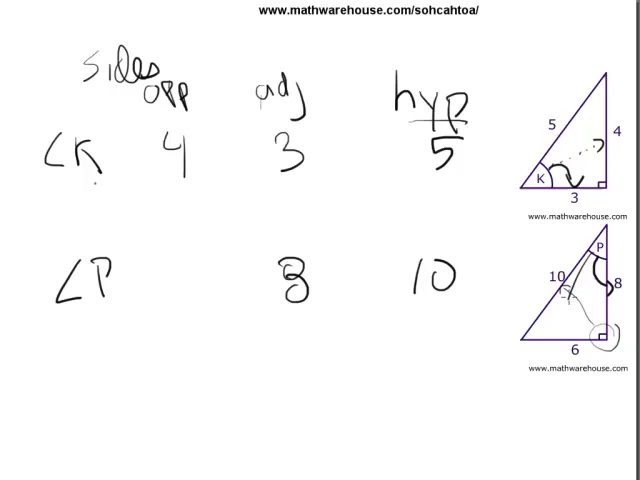 www.mathwarehouse.com/sohcahtoa/
sides
opp adj hyp
∠K 4 3 5
5
4
K
3
www.mathwarehouse.com
∠P 8 10
P
10
8
6
www.mathwarehouse.com